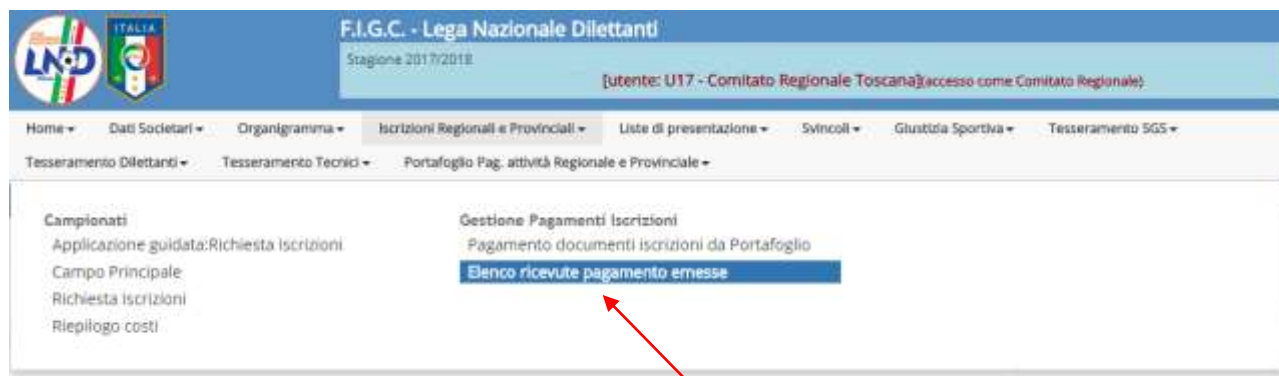 F.I.G.C. - Lega Nazionale Dilettanti
LND
ITALIA
Stagione 2017/2018
[utente: U17 - Comitato Regionale Toscana](accesso come Comitato Regionale)
Home Dati Societari Organigramma Iscrizioni Regionali e Provinciali Liste di presentazione Svincoli Giustizia Sportiva Tesseramento SGS
Tesseramento Dilettanti Tesseramento Tecnici Portafoglio Pag. attività Regionale e Provinciale
Campionati
Applicazione guidata:Richiesta Iscrizioni
Campo Principale
Richiesta Iscrizioni
Riepilogo costi
Gestione Pagamenti Iscrizioni
Pagamento documenti iscrizioni da Portafoglio
Elenco ricevute pagamento emesse